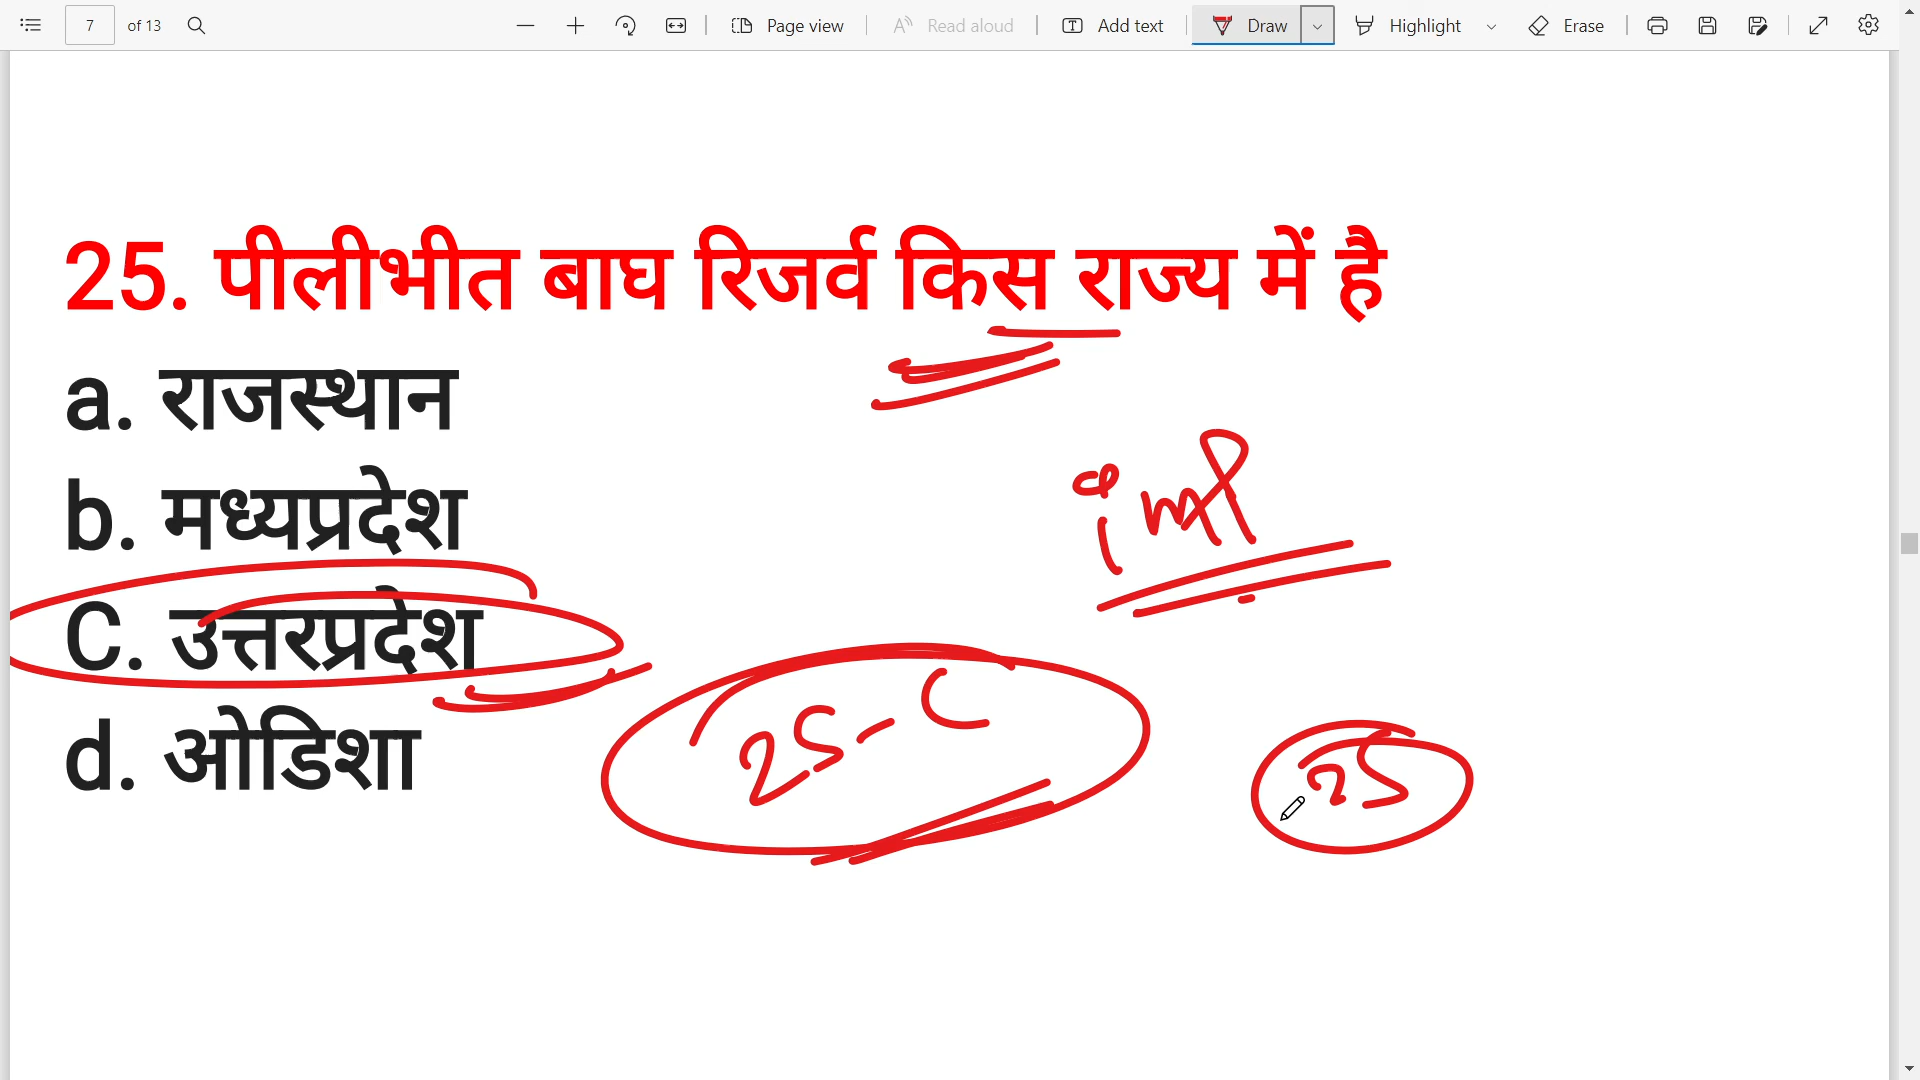 7 of 13 Page view Read aloud Add text Draw Highlight Erase
25. पीलीभीत बाघ रिजर्व किस राज्य में है
a. राजस्थान
b. मध्यप्रदेश
imp
C. उत्तरप्रदेश
25-C
25
d. ओडिशा